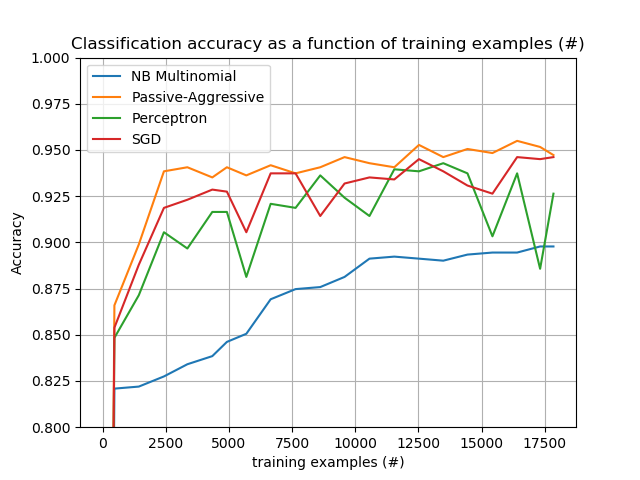 Classification accuracy as a function of training examples (#)
1.000
0.975
0.950
0.925
0.900
0.875
0.850
0.825
0.800
Accuracy
NB Multinomial
Passive-Aggressive
Perceptron
SGD
0 2500 5000 7500 10000 12500 15000 17500
training examples (#)